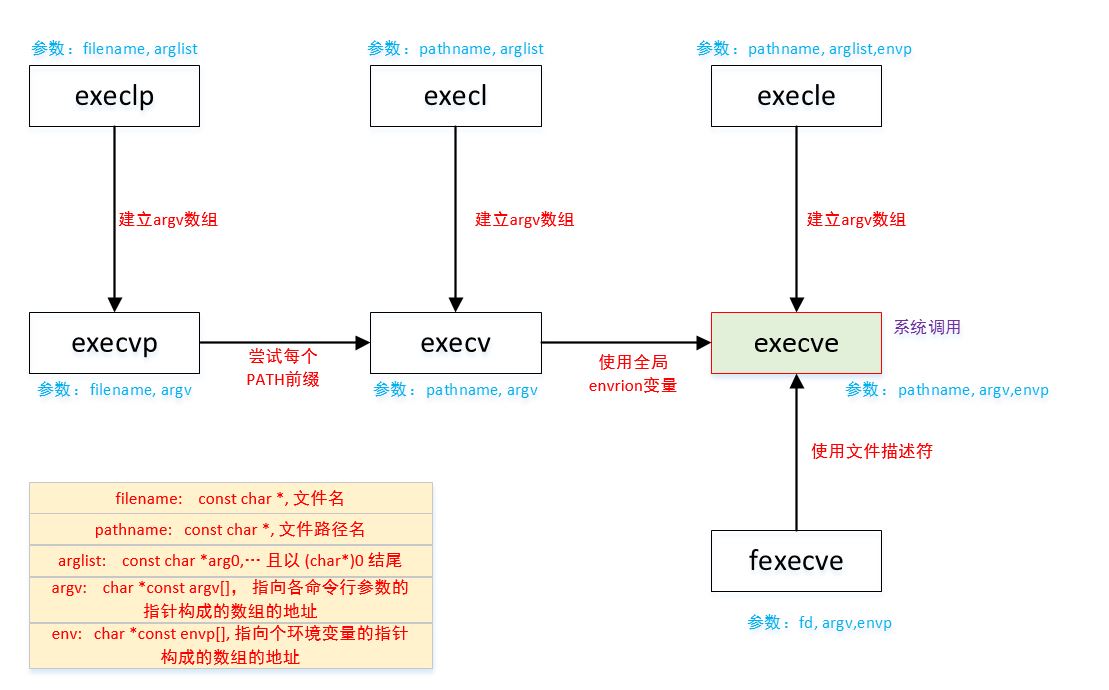 参数：filename, arglist
参数：pathname, arglist
参数：pathname, arglist,envp
execlp
execl
execle
建立argv数组
建立argv数组
建立argv数组
execvp
execv
execve
系统调用
尝试每个
PATH前缀
使用全局
envrion变量
参数：filename, argv
参数：pathname, argv
参数：pathname, argv,envp
使用文件描述符
fexecve
参数：fd, argv,envp
filename: const char *, 文件名
pathname: const char *, 文件路径名
arglist: const char *arg0,··· 且以 (char*)0 结尾
argv: char *const argv[]， 指向各命令行参数的
指针构成的数组的地址
env: char *const envp[], 指向个环境变量的指针
构成的数组的地址